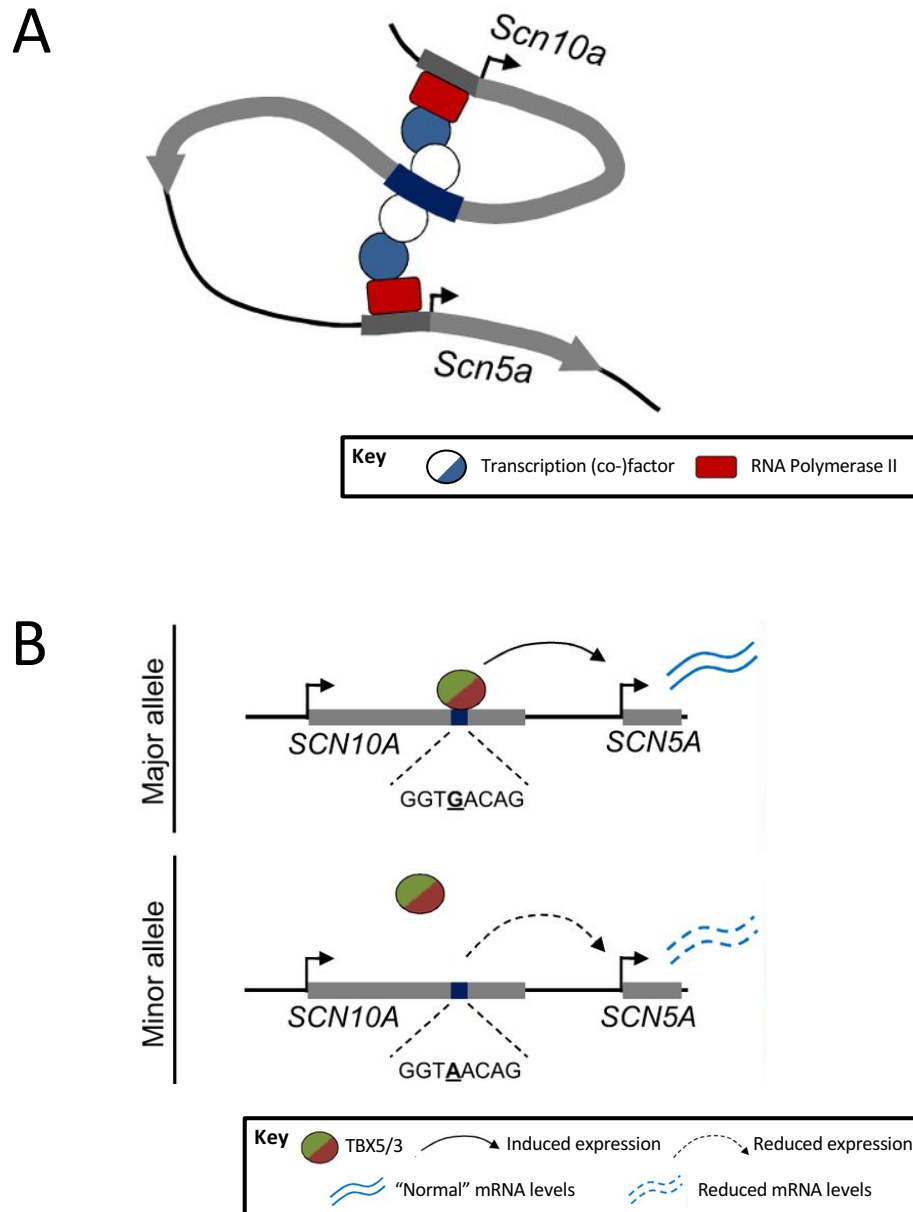 A
Scn10a
Scn5a
Key
Transcription (co-)factor
RNA Polymerase II
B
Major allele
SCN10A
SCN5A
GGTGACAG
Minor allele
SCN10A
SCN5A
GGTAACAG
Key
TBX5/3
Induced expression
Reduced expression
“Normal” mRNA levels
Reduced mRNA levels